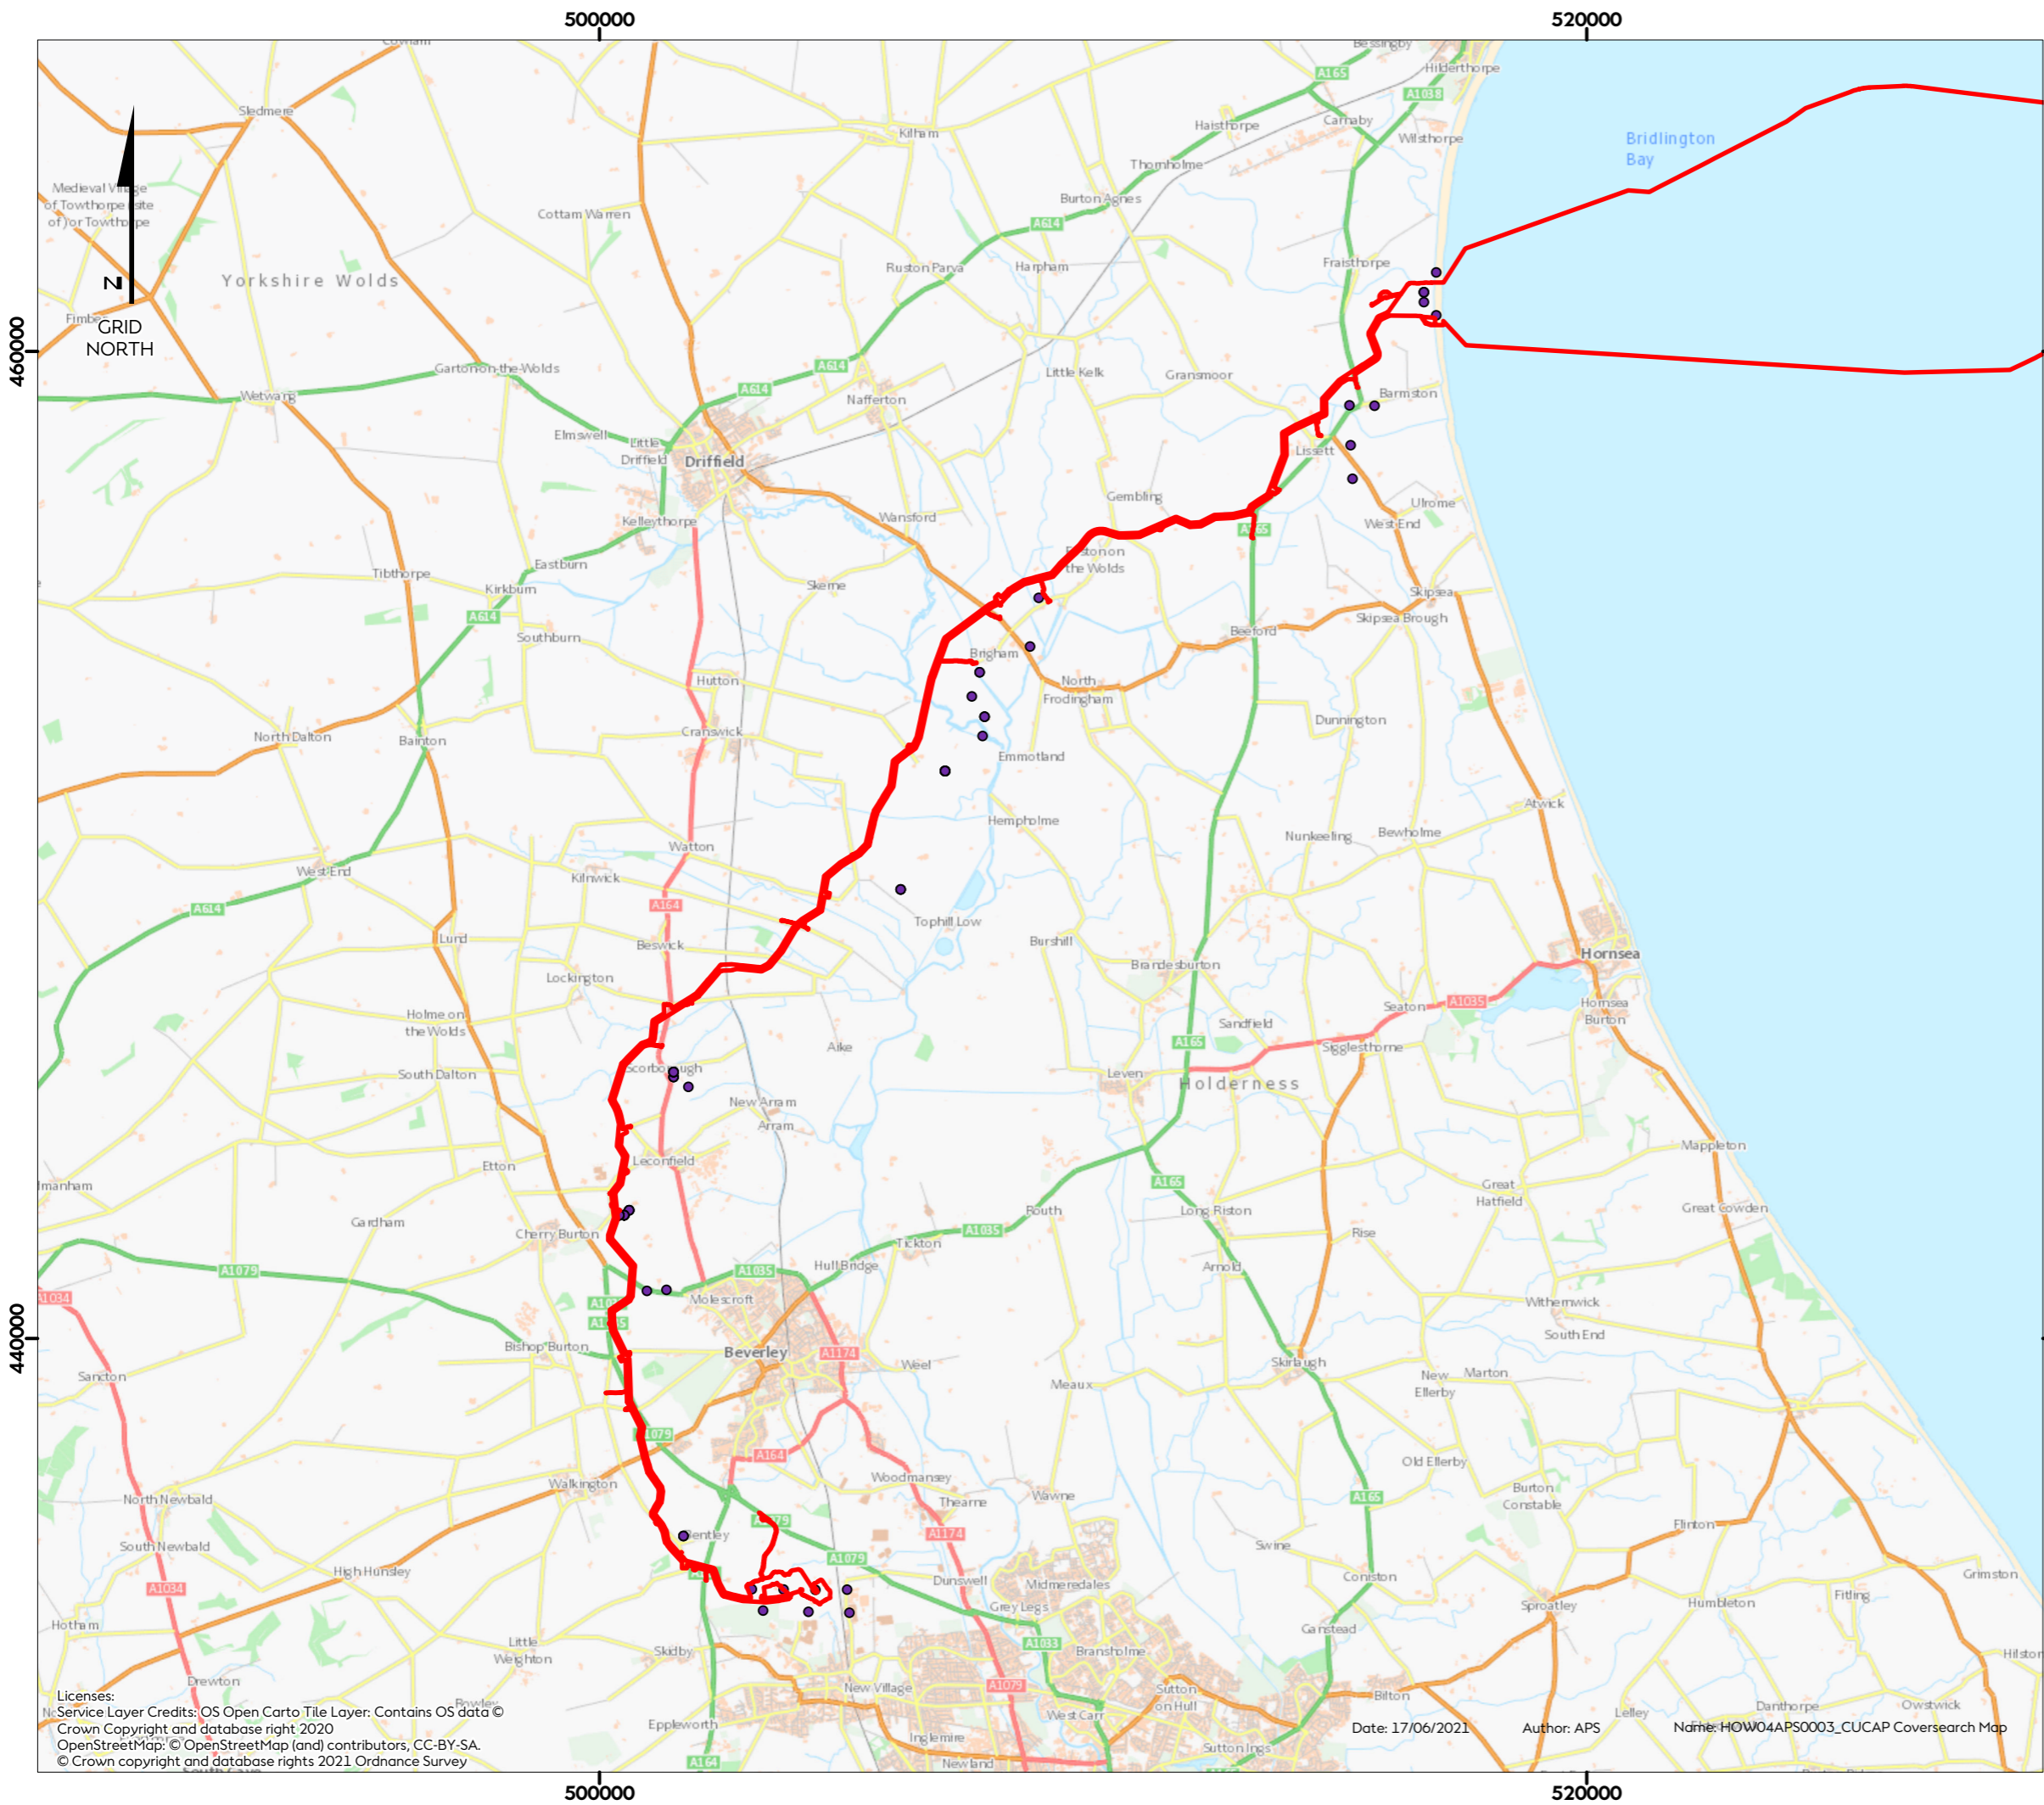 500000
520000
Bessingby
Hilderthorpe
A165
A1038
Sledmere
Kilham
Haisthorpe
Carnaby
Wilsthorpe
Bridlington
Bay
Thornholme
Medieval Village
of Towthorpe (site
of) or Towthorpe
Cottam Warren
Burton Agnes
A614
Ruston Parva
Harpham
Fraisthorpe
Yorkshire Wolds
N
GRID
NORTH
460000
Garton-on-the-Wolds
A614
A614
Little Kelk
Gransmoor
Wetwang
Nafferton
Barmston
Elmswell
Little
Driffield
Driffield
Lissett
Gembling
Ulrome
Kelleythorpe
Wansford
West End
A165
Eastburn
the Wolds
Tibthorpe
Kirkburn
Skerne
Skipsea
A614
Skipsea Brough
Southburn
Beeford
Brigham
Hutton
North
Frodingham
Dunnington
North Dalton
Bainton
Cranswick
Emmotland
Atwick
Hempholme
Nunkeeling
Bewholme
Watton
West End
Kilnwick
A614
A164
Tophill Low
Lund
Beswick
Burshill
Hornsea
Brandesburton
Lockington
Seaton
A1035
Hornsea
Burton
Holme on
the Wolds
Sandfield
Aike
A165
Sigglesthorne
South Dalton
Scorborough
Leven
Holderness
New Arram
Arram
Mappleton
Etton
Leconfield
A165
Great
Hatfield
Great Cowden
Gardham
Routh
Long Riston
Cherry Burton
A1035
Rise
Tickton
Hull Bridge
A1079
A1035
Arnold
A1034
Molescroft
Withernwick
440000
South End
Bishop Burton
Beverley
A1174
Weel
Skirlaugh
Sancton
Meaux
New
Ellerby
Marton
A1079
A164
Old Ellerby
Walkington
Woodmansey
North Newbald
Thearne
Wawne
A165
Burton
Constable
Flinton
Bentley
A1079
A1174
South Newbald
High Hunsley
A1079
Swine
Coniston
Grimston
A1034
Dunswell
Midmeredales
Grey Legs
Sproatley
Humbleton
Fitling
Hotham
Little
Weighton
Skidby
A1033
Ganstead
Bransholme
Drewton
New Village
A1079
Sutton
on Hull
Bilton
Danthorpe
Owstwick
Lelley
West Carr
Eppleworth
Inglemire
Newland
Sutton Ings
A164
Licenses:
Service Layer Credits: OS Open Carto Tile Layer: Contains OS data ©
Crown Copyright and database right 2020
OpenStreetMap: © OpenStreetMap (and) contributors, CC-BY-SA.
© Crown copyright and database rights 2021 Ordnance Survey
Date: 17/06/2021
Author: APS
Name: HOW04APS0003_CUCAP Coversearch Map
500000
520000